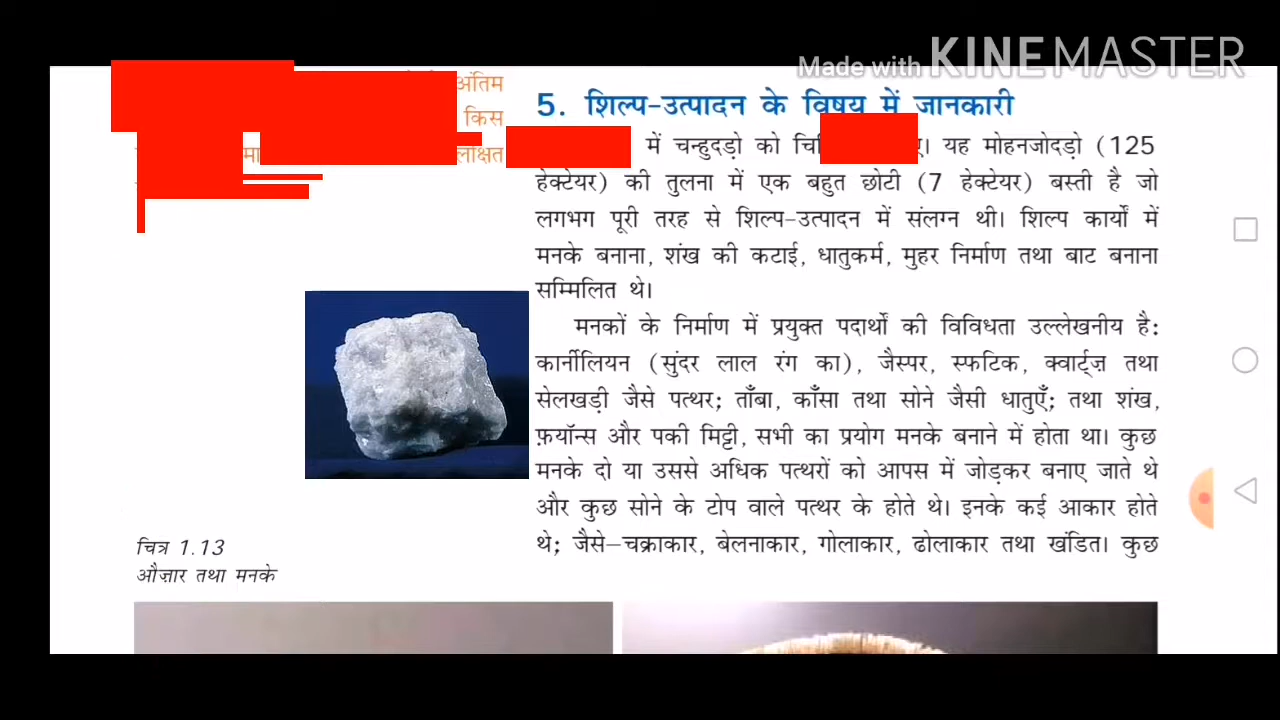 Made with KINEMASTER
अंतिम
किस
5. शिल्प-उत्पादन के विषय में जानकारी
में चन्हुदड़ो को यह मोहनजोदड़ो (125
हेक्टेयर) की तुलना में एक बहुत छोटी (7 हेक्टेयर) बस्ती है जो
लगभग पूरी तरह से शिल्प-उत्पादन में संलग्न थी। शिल्प कार्यों में
मनके बनाना, शंख की कटाई, धातुकर्म, मुहर निर्माण तथा बाट बनाना
सम्मिलित थे।
मनकों के निर्माण में प्रयुक्त पदार्थों की विविधता उल्लेखनीय है:
कार्नीलियन (सुंदर लाल रंग का), जैस्पर, स्फटिक, क्वार्ट्ज़ तथा
सेलखड़ी जैसे पत्थर; ताँबा, काँसा तथा सोने जैसी धातुएँ; तथा शंख,
फ़यॉन्स और पकी मिट्टी, सभी का प्रयोग मनके बनाने में होता था। कुछ
मनके दो या उससे अधिक पत्थरों को आपस में जोड़कर बनाए जाते थे
और कुछ सोने के टोप वाले पत्थर के होते थे। इनके कई आकार होते
थे; जैसे–चक्राकार, बेलनाकार, गोलाकार, ढोलाकार तथा खंडित। कुछ
चित्र 1.13
औज़ार तथा मनके